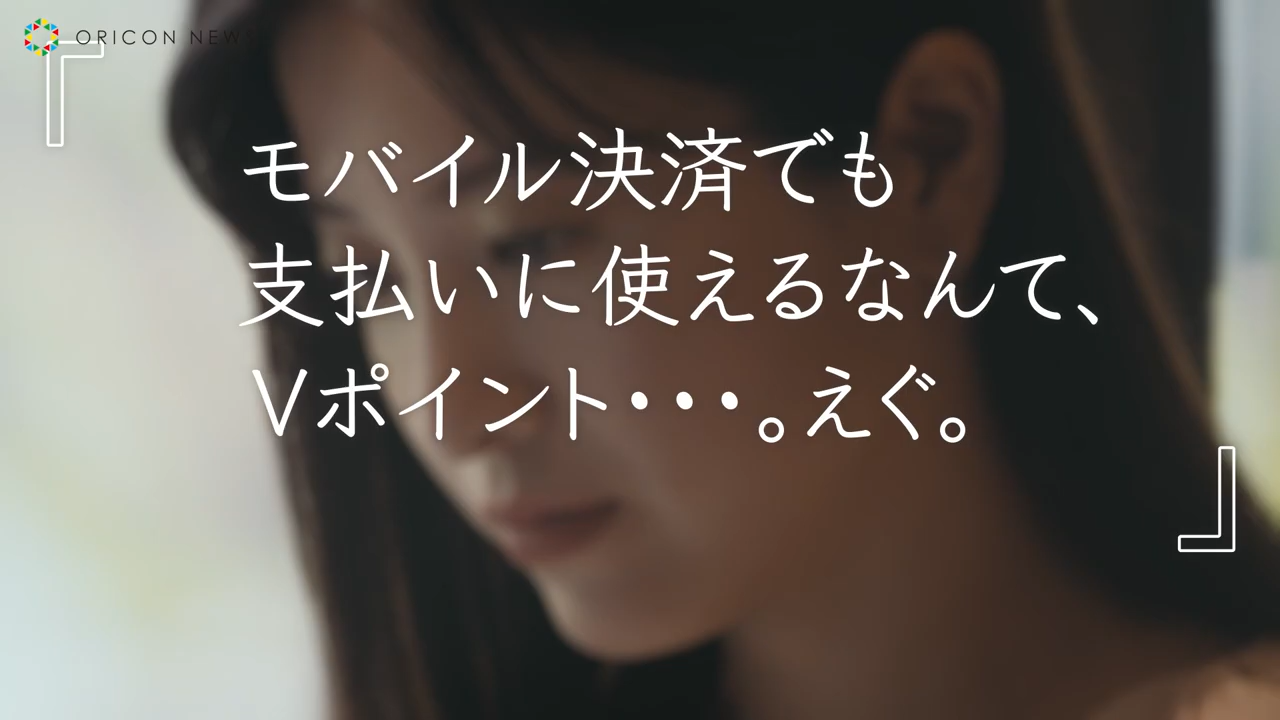 ORICON NEWS
『
モバイル決済でも
支払いに使えるなんて、
Vポイント・・・。えぐ。
』